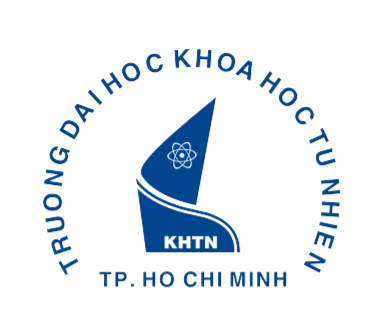 TRUONG DAI HOC KHOA HOC TU NHIEN
KHTN
TP. HO CHI MINH